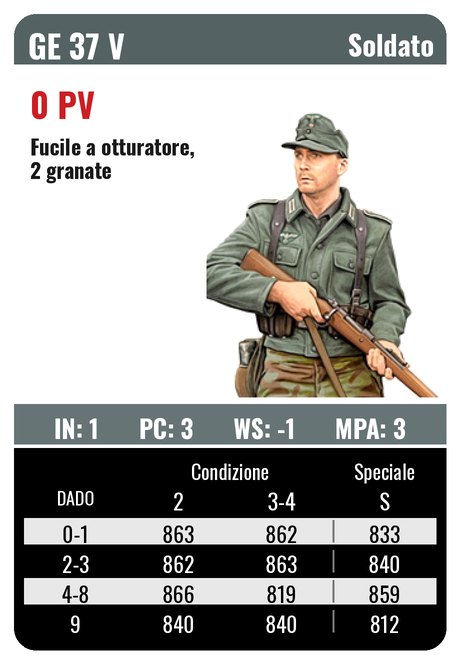 GE 37 V Soldato
0 PV
Fucile a otturatore,
2 granate
IN: 1 PC: 3 WS: -1 MPA: 3
Condizione Speciale
DADO 2 3-4 S
0-1 863 862 833
2-3 862 863 840
4-8 866 819 859
9 840 840 812